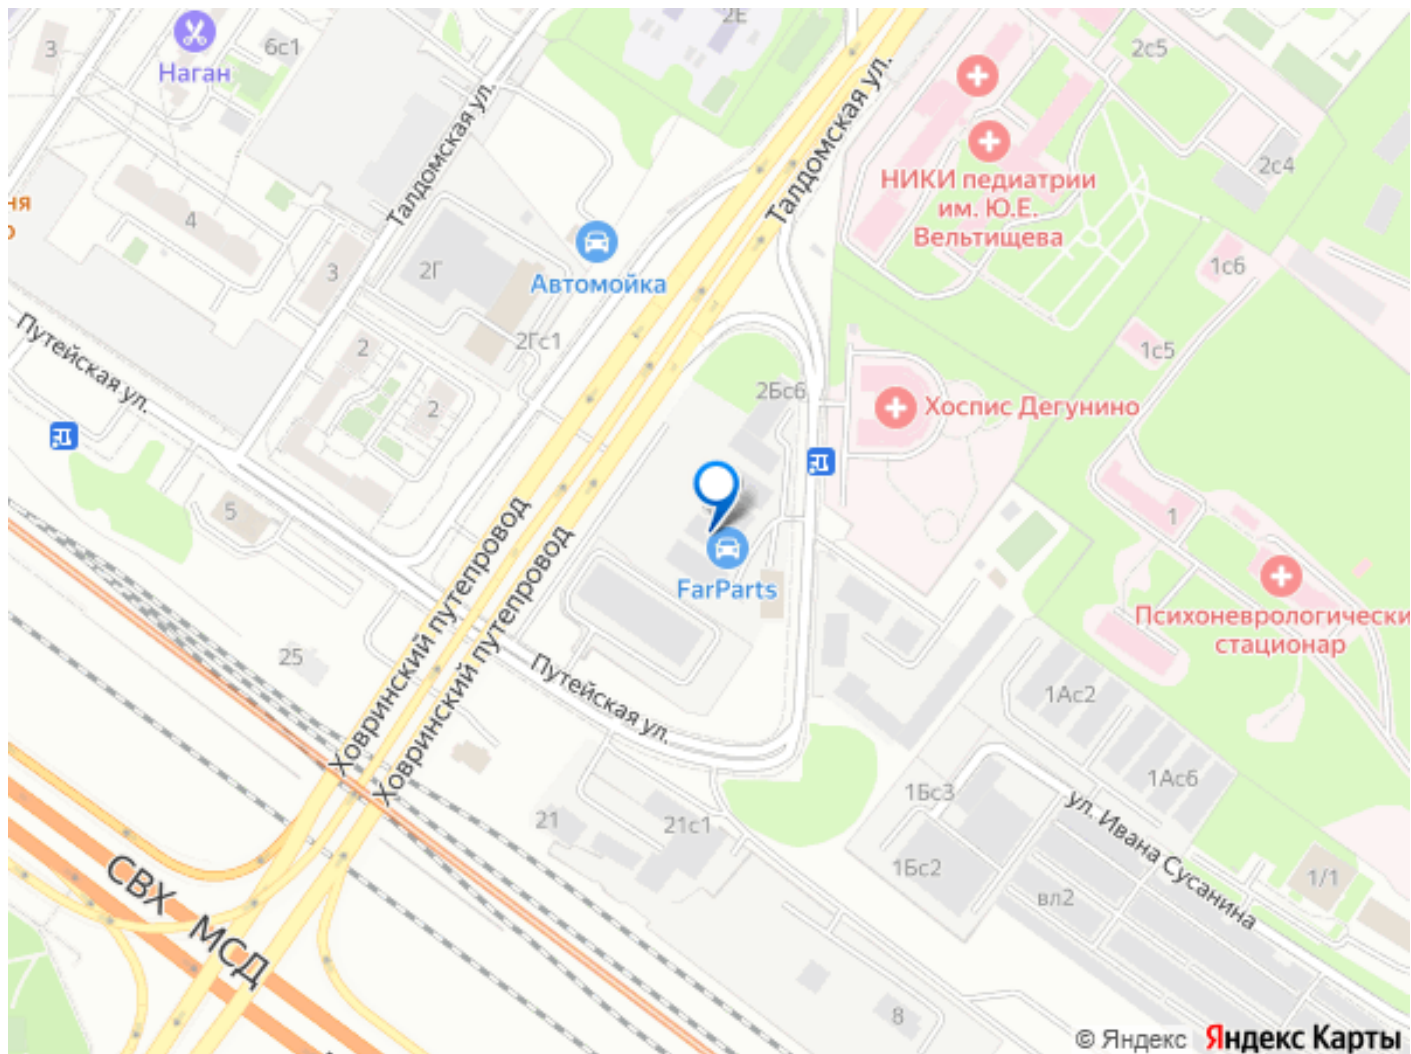 2Е
3
6с1
Наган
2с5
Талдомская ул.
Талдомская ул.
2с4
НИКИ педиатрии
им. Ю.Е.
Вельтищева
ня
о
4
3
2Г
Автомойка
1с6
Путейская ул.
2
2Гс1
1с5
2Бс6
2
Хоспис Дегунино
5
1
Ховринский путепровод
Ховринский путепровод
FarParts
Психоневрологически
стационар
25
Путейская ул.
1Ас2
1Ас6
1Бс3
ул. Ивана Сусанина
21
21с1
1Бс2
вл2
1/1
СВХ МСД
8
© Яндекс Яндекс Карты